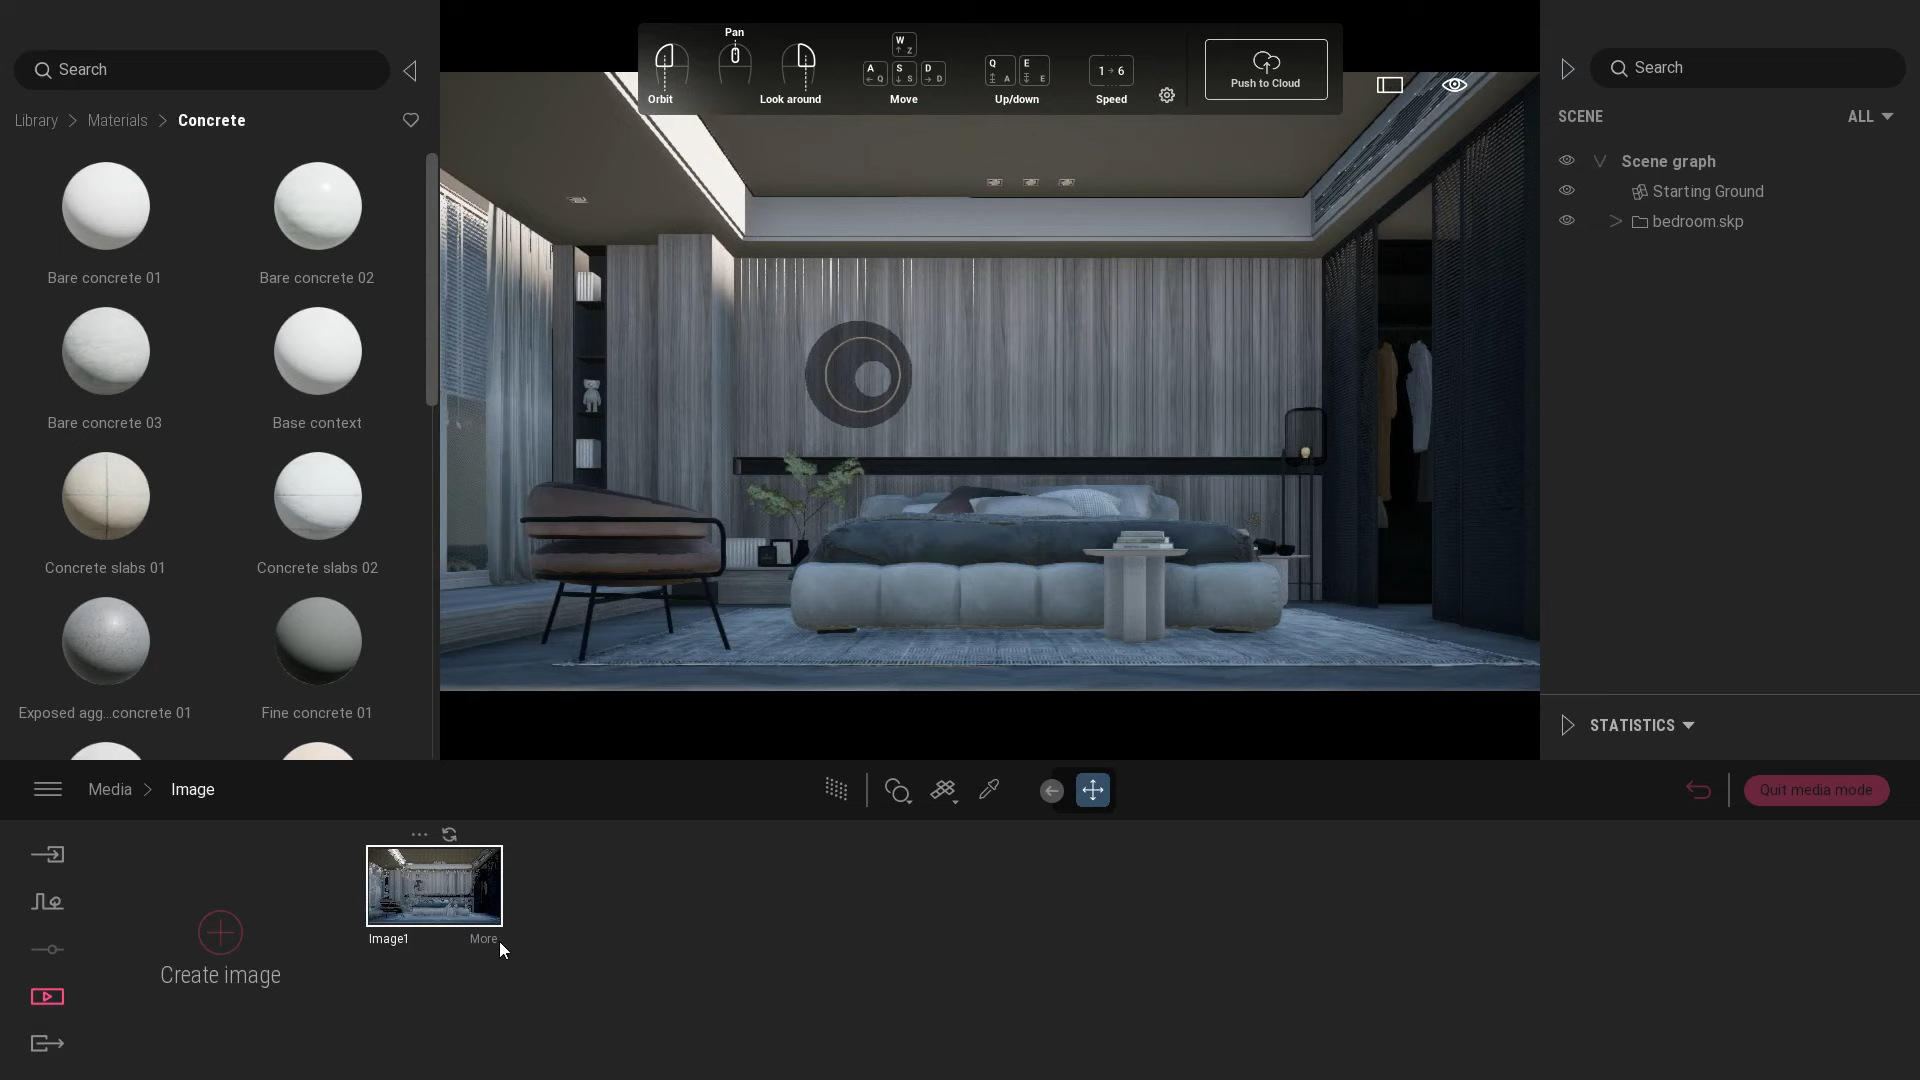 Search
Library
Materials
Concrete
Bare concrete 01
Bare concrete 02
Bare concrete 03
Base context
Concrete slabs 01
Concrete slabs 02
Exposed agg...concrete 01
Fine concrete 01
Pan
Orbit
Look around
W
Z
A
Q
S
S
D
D
Move
Q
A
E
E
Up/down
1 6
Speed
Push to Cloud
Search
SCENE
ALL
Scene graph
Starting Ground
bedroom.skp
STATISTICS
Media
Image
Quit media mode
...
Image1
More
Create image